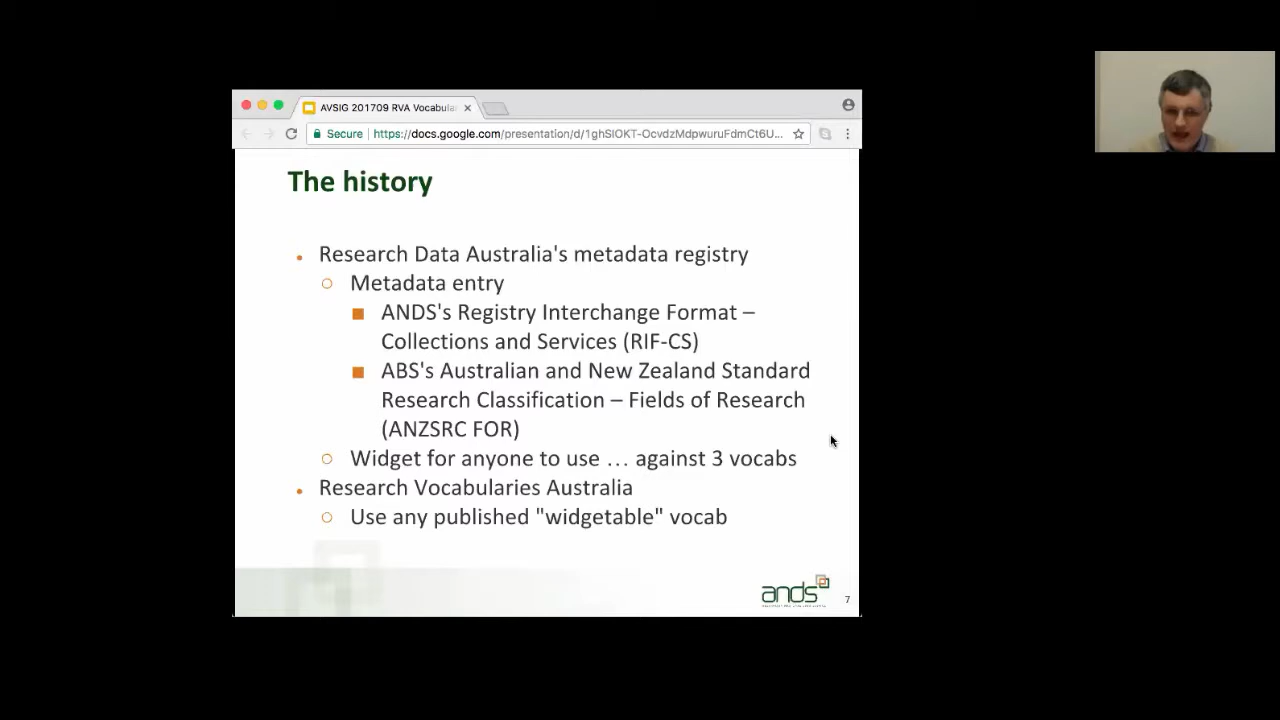 AVSIG 201709 RVA Vocabula
Secure https://docs.google.com/presentation/d/1ghSIOKT-OcvdzMdpwuruFdmCt6U...
The history
• Research Data Australia's metadata registry
○ Metadata entry
■ ANDS's Registry Interchange Format –
Collections and Services (RIF-CS)
■ ABS's Australian and New Zealand Standard
Research Classification – Fields of Research
(ANZSRC FOR)
○ Widget for anyone to use … against 3 vocabs
• Research Vocabularies Australia
○ Use any published "widgetable" vocab
ands
7